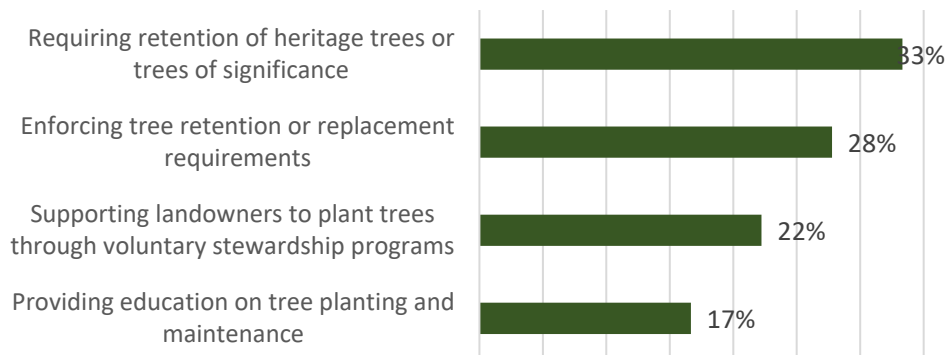 Requiring retention of heritage trees or
trees of significance
33%
Enforcing tree retention or replacement
requirements
28%
Supporting landowners to plant trees
through voluntary stewardship programs
22%
Providing education on tree planting and
maintenance
17%